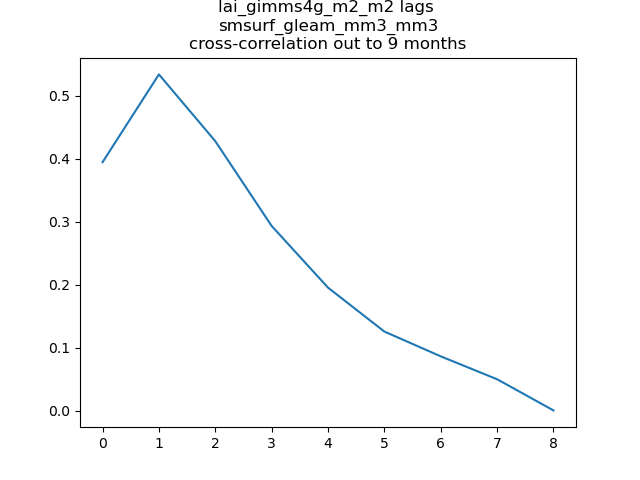 lai_gimms4g_m2_m2 lags
smsurf_gleam_mm3_mm3
cross-correlation out to 9 months
0.5
0.4
0.3
0.2
0.1
0.0
0 1 2 3 4 5 6 7 8